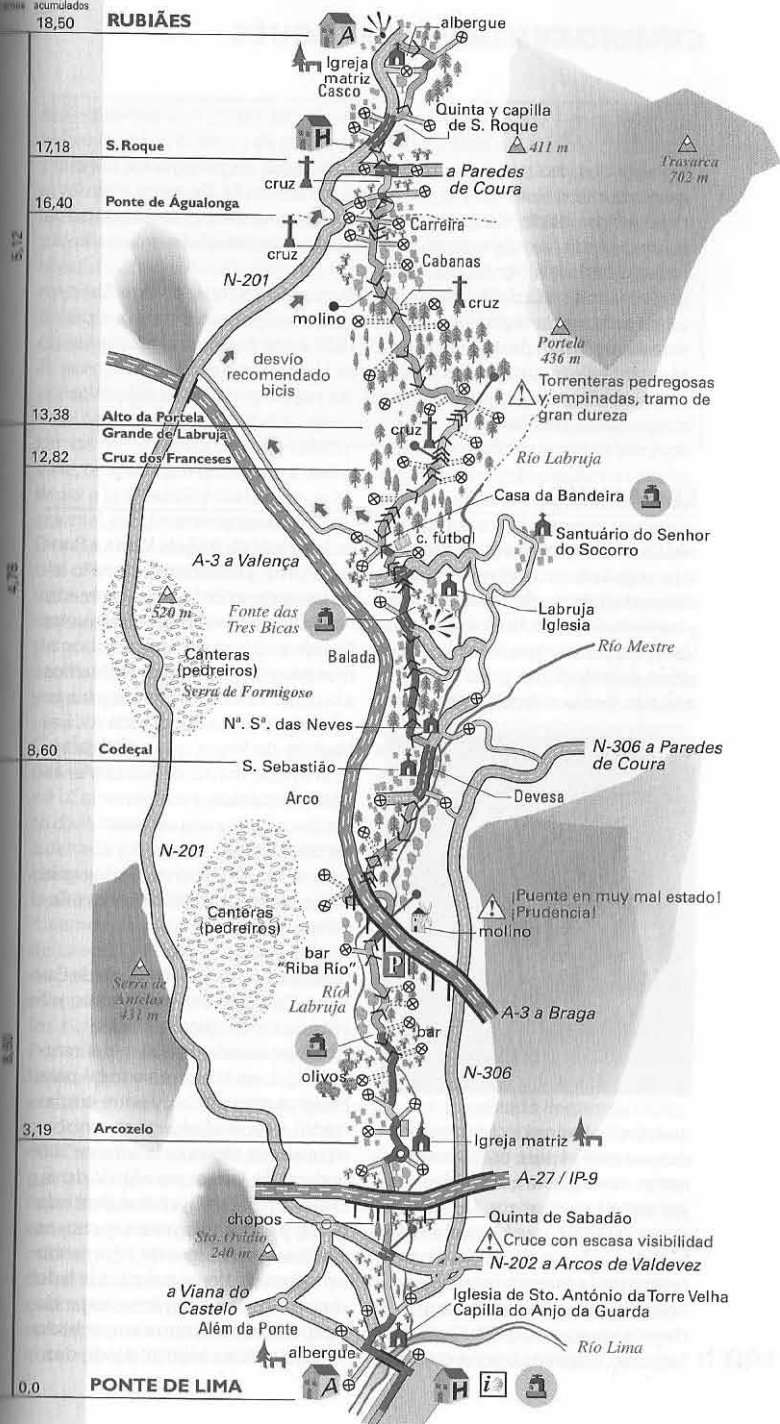 acumulados
18,50 RUBIÃES
A
albergue
Igreja
matriz
Casco
Quinta y capilla
de S. Roque
H
411 m
Travarca
702 m
17,18 S. Roque
cruz
a Paredes
de Coura
16,40 Ponte de Águalonga
Carreira
cruz
5,12
Cabanas
N-201
cruz
molino
Portela
436 m
desvío
recomendado
bicis
Torrenteras pedregosas
y empinadas, tramo de
gran dureza
13,38 Alto da Portela
Grande de Labruja
cruz
12,82 Cruz dos Franceses
Río Labruja
Casa da Bandeira
c. fútbol
Santuário do Senhor
do Socorro
A-3 a Valença
4,78
520 m
Fonte das
Tres Bicas
Labruja
Iglesia
Canteras
(pedreiros)
Balada
Río Mestre
Serra de Formigoso
Nª. Sª. das Neves
8,60 Codeçal
N-306 a Paredes
de Coura
S. Sebastião
Arco
Devesa
N-201
Canteras
(pedreiros)
¡Puente en muy mal estado!
¡Prudencia!
molino
bar
"Riba Río"
P
Serra de
Antelas
431 m
Río
Labruja
A-3 a Braga
bar
N-306
olivos
3,19 Arcozelo
Igreja matriz
A-27 / IP-9
chopos
Quinta de Sabadão
Sto. Ovidio
240 m
Cruce con escasa visibilidad
N-202 a Arcos de Valdevez
a Viana do
Castelo
Iglesia de Sto. António da Torre Velha
Capilla do Anjo da Guarda
Além da Ponte
Río Lima
albergue
A
H
i
0,0 PONTE DE LIMA